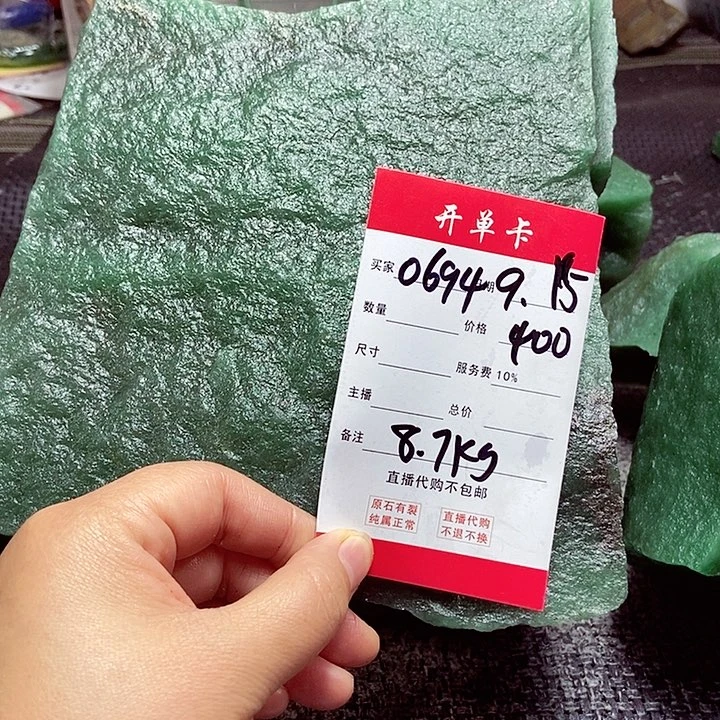 开单卡
买家 0694 期 9.15
数量 价格 400
尺寸 服务费 10%
主播 总价
备注 8.7Kg
直播代购不包邮
原石有裂 直播代购
纯属正常 不退不换